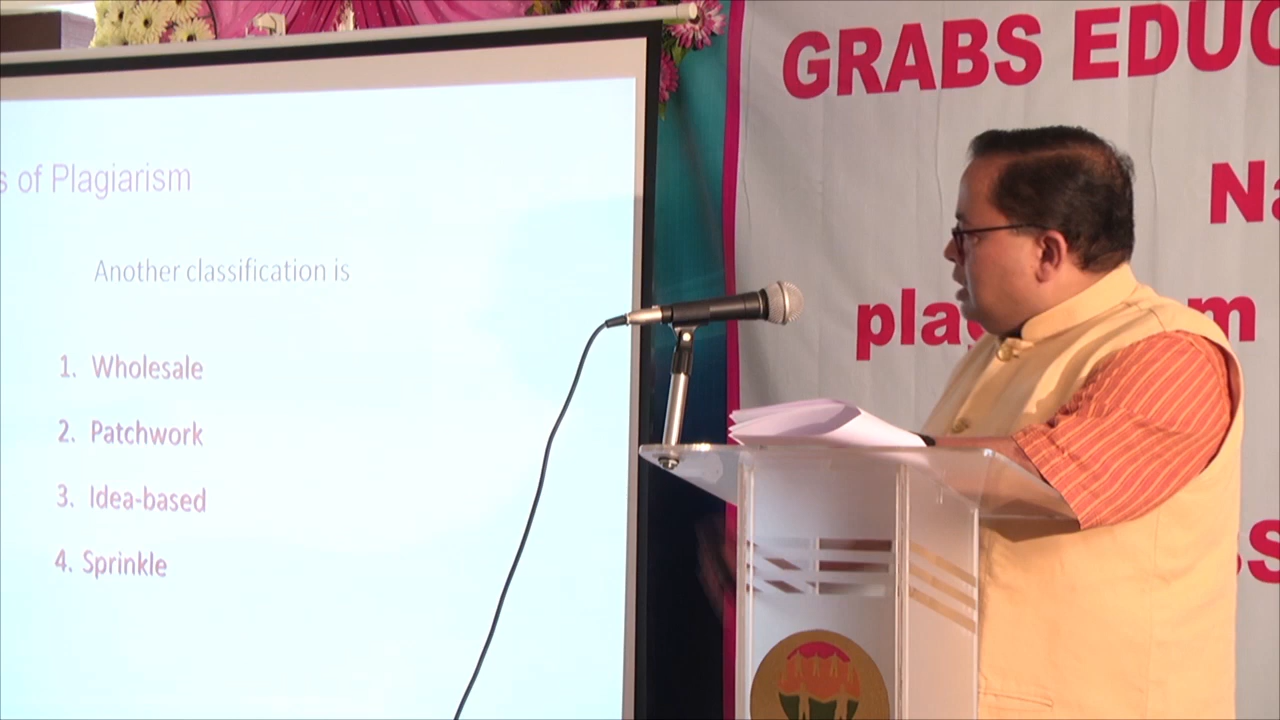 s of Plagiarism
Another classification is
1. Wholesale
2. Patchwork
3. Idea-based
4. Sprinkle
GRABS EDUC
Na